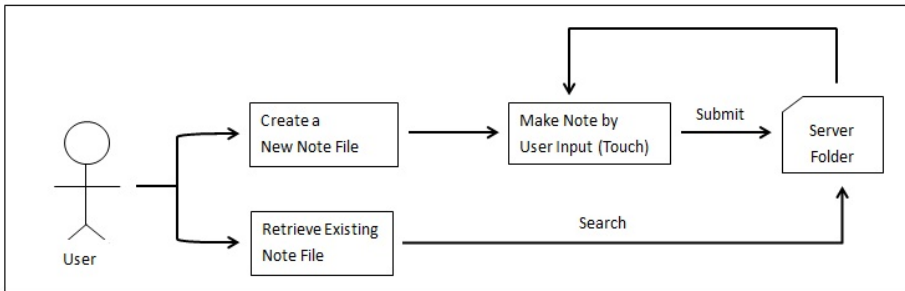 Create a
New Note File
Make Note by
User Input (Touch)
Submit
Server
Folder
User
Retrieve Existing
Note File
Search